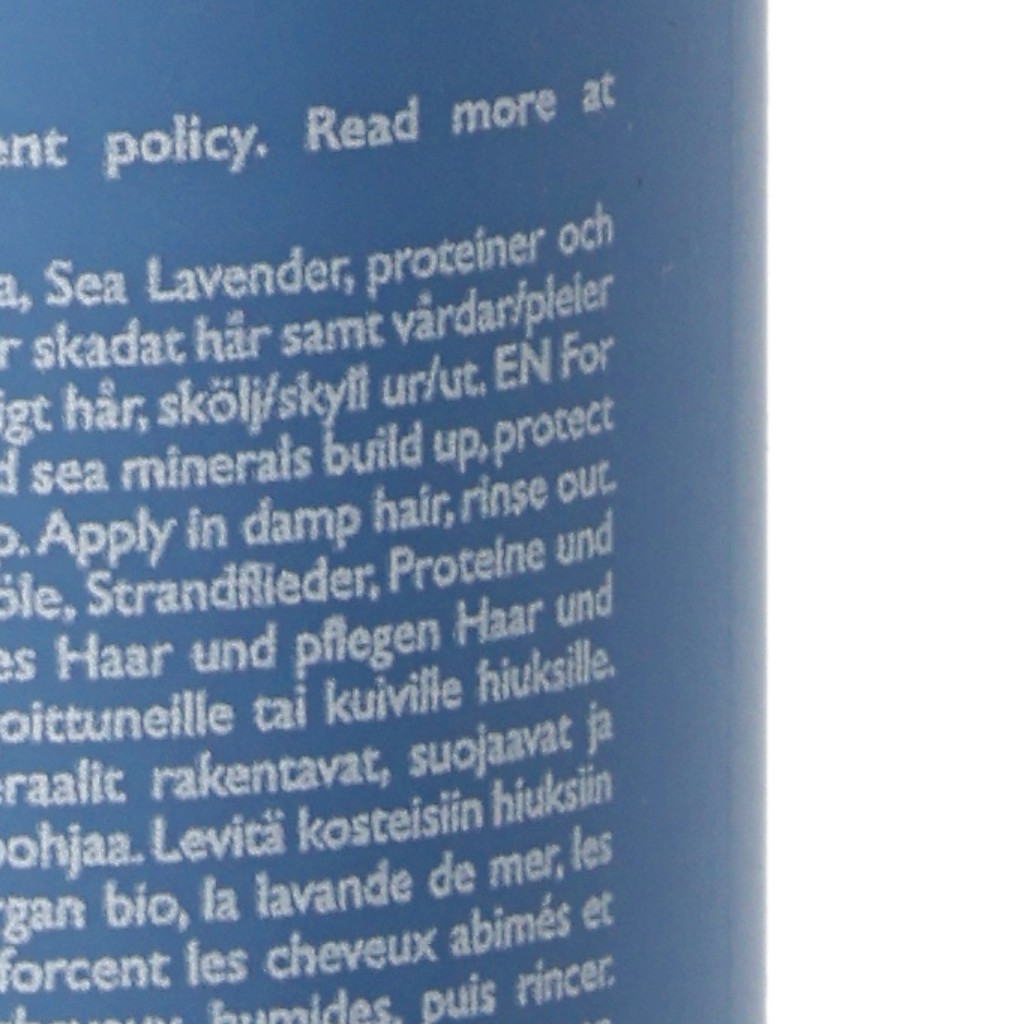 ent policy. Read more at
a, Sea Lavender, proteiner och
r skadat hår samt vårdar/pleier
igt hår, skölj/skyll ur/ut. EN For
d sea minerals build up, protect
o. Apply in damp hair, rinse out.
öle, Strandflieder, Proteine und
es Haar und pflegen Haar und
oittuneille tai kuiville hiuksille.
eraalit rakentavat, suojaavat ja
pohjaa. Levitä kosteisiin hiuksiin
rgan bio, la lavande de mer, les
forcent les cheveux abimés et
cheveux humides, puis rincer.